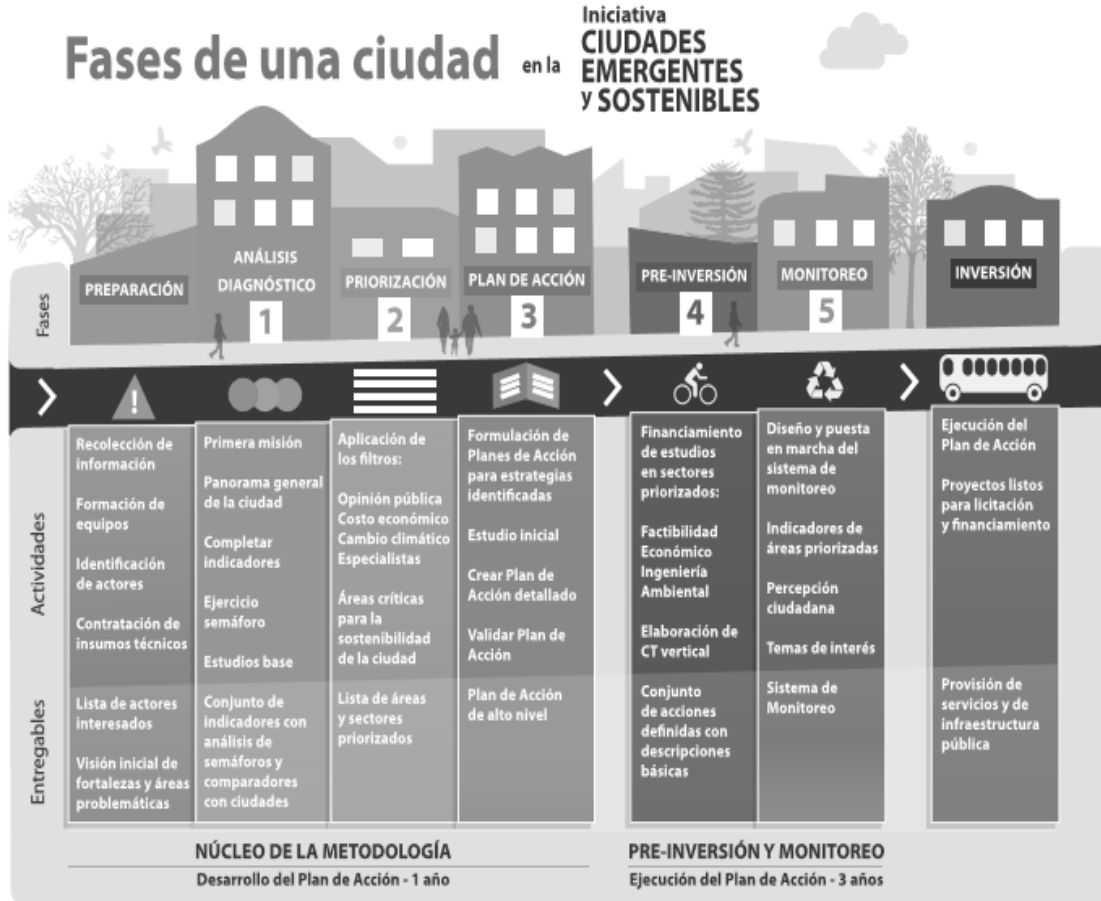 Fases de una ciudad en la
Iniciativa
CIUDADES
EMERGENTES
y SOSTENIBLES
Fases
PREPARACIÓN
ANÁLISIS
DIAGNÓSTICO
1
PRIORIZACIÓN
2
PLAN DE ACCIÓN
3
PRE-INVERSIÓN
4
MONITOREO
5
INVERSIÓN
!
Actividades
Recolección de
información
Formación de
equipos
Identificación
de actores
Contratación de
insumos técnicos
Primera misión
Panorama general
de la ciudad
Completar
indicadores
Ejercicio
semáforo
Estudios base
Aplicación de
los filtros:
Opinión pública
Costo económico
Cambio climático
Especialistas
Áreas críticas
para la
sostenibilidad
de la ciudad
Formulación de
Planes de Acción
para estrategias
identificadas
Estudio inicial
Crear Plan de
Acción detallado
Validar Plan de
Acción
Financiamiento
de estudios
en sectores
priorizados:
Factibilidad
Económico
Ingeniería
Ambiental
Elaboración de
CT vertical
Diseño y puesta
en marcha del
sistema de
monitoreo
Indicadores de
áreas priorizadas
Percepción
ciudadana
Temas de interés
Ejecución del
Plan de Acción
Proyectos listos
para licitación
y financiamiento
Entregables
Lista de actores
interesados
Visión inicial de
fortalezas y áreas
problemáticas
Conjunto de
indicadores con
análisis de
semáforos y
comparadores
con ciudades
Lista de áreas
y sectores
priorizados
Plan de Acción
de alto nivel
Conjunto
de acciones
definidas con
descripciones
básicas
Sistema de
Monitoreo
Provisión de
servicios y de
infraestructura
pública
NÚCLEO DE LA METODOLOGÍA
Desarrollo del Plan de Acción - 1 año
PRE-INVERSIÓN Y MONITOREO
Ejecución del Plan de Acción - 3 años